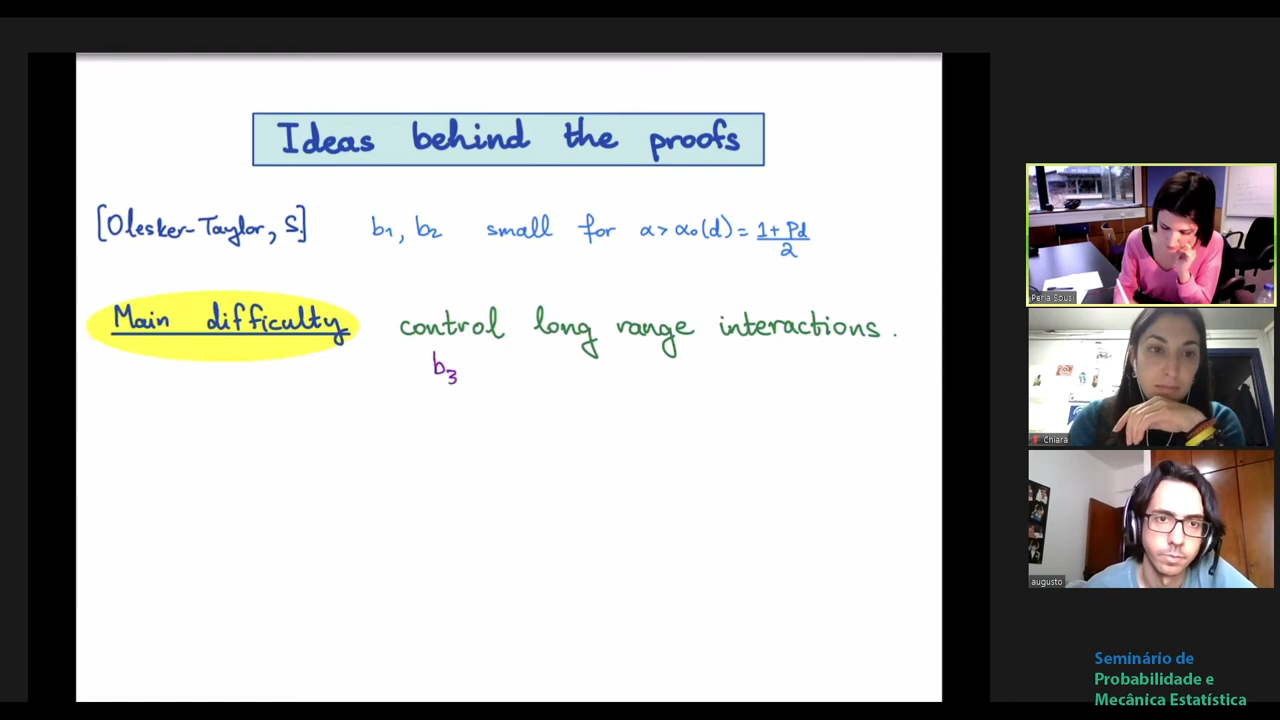 Ideas behind the proofs
[Olesker-Taylor, S.] b₁, b₂ small for α > α₀(d) = (1 + Pd)/2
Main difficulty control long range interactions.
b₃
Perla Sousi
Chiara
augusto
Seminário de
Probabilidade e
Mecânica Estatística